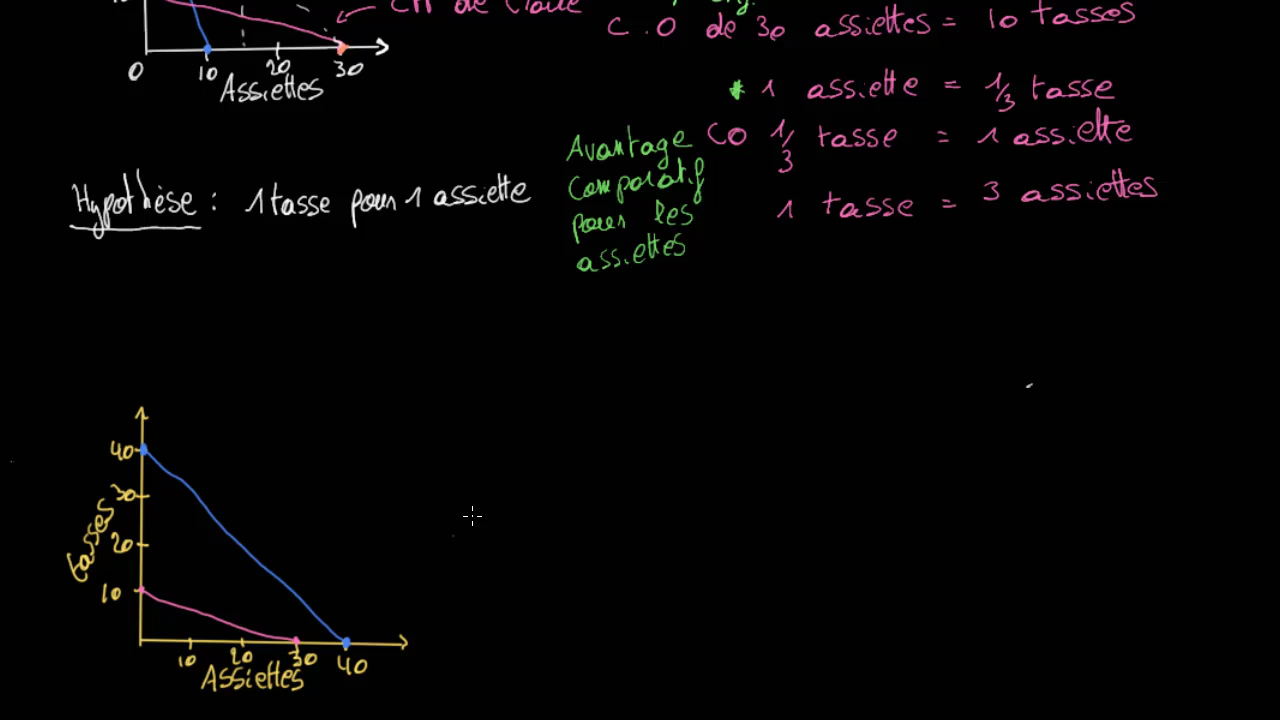 de Claire
C.O de 30 assiettes = 10 tasses
0 10 20 30
Assiettes
1 assiette = 1/3 tasse
CO 1/3 tasse = 1 assiette
1 tasse = 3 assiettes
Avantage
Comparatif
pour les
assiettes
Hypothèse : 1 tasse pour 1 assiette
40
30
20
10
tasses
10 20 30 40
Assiettes